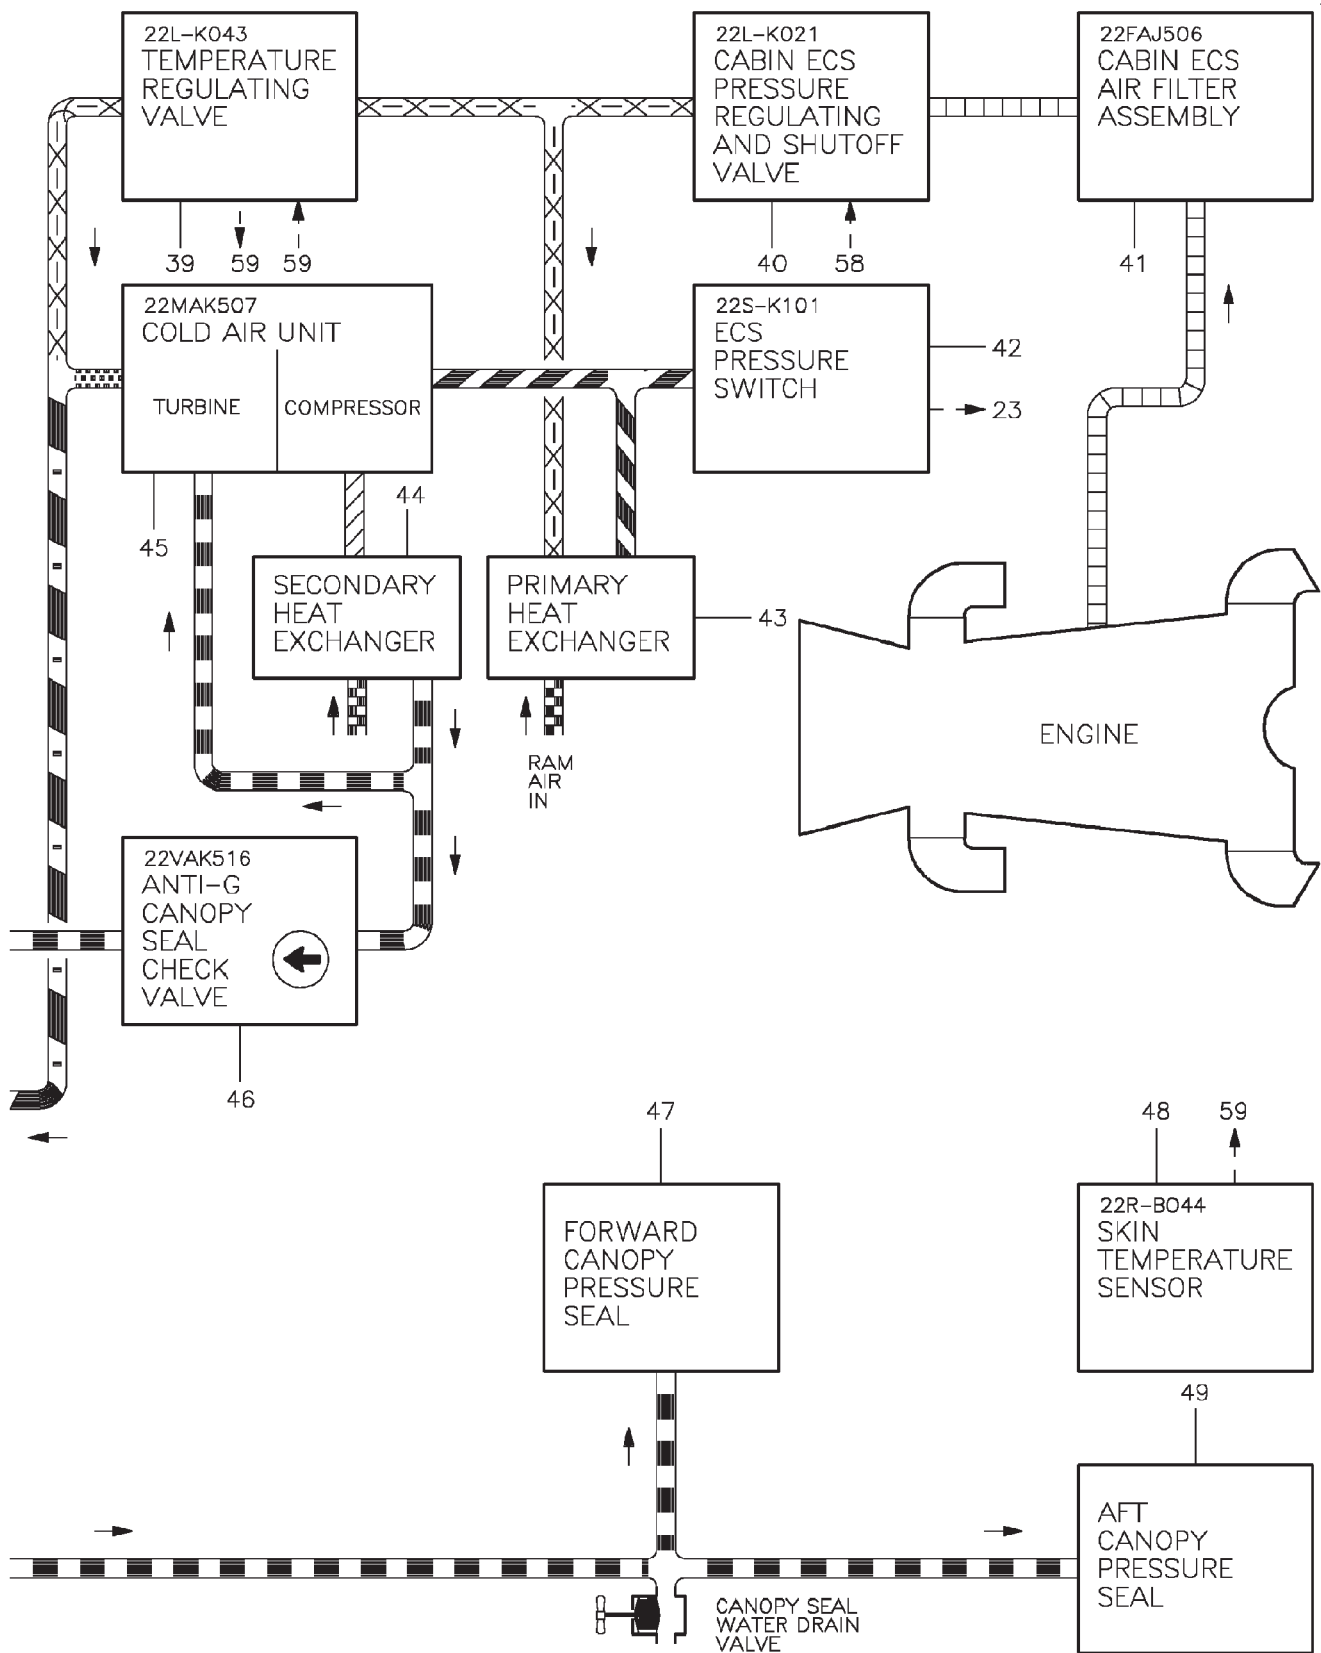 22L-K043
TEMPERATURE
REGULATING
VALVE
22L-K021
CABIN ECS
PRESSURE
REGULATING
AND SHUTOFF
VALVE
22FAJ506
CABIN ECS
AIR FILTER
ASSEMBLY
39
59
59
40
58
41
22MAK507
COLD AIR UNIT
TURBINE
COMPRESSOR
22S-K101
ECS
PRESSURE
SWITCH
42
23
45
44
SECONDARY
HEAT
EXCHANGER
PRIMARY
HEAT
EXCHANGER
43
ENGINE
RAM
AIR
IN
22VAK516
ANTI-G
CANOPY
SEAL
CHECK
VALVE
46
47
48
59
FORWARD
CANOPY
PRESSURE
SEAL
22R-B044
SKIN
TEMPERATURE
SENSOR
49
AFT
CANOPY
PRESSURE
SEAL
CANOPY SEAL
WATER DRAIN
VALVE